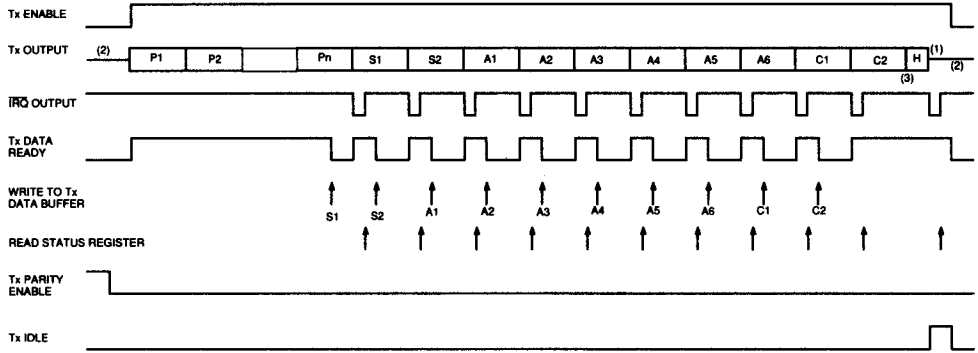 Tx ENABLE
Tx OUTPUT (2) P1 P2 Pn S1 S2 A1 A2 A3 A4 A5 A6 C1 C2 H (1) (2)
(3)
IRQ OUTPUT
Tx DATA
READY
WRITE TO Tx
DATA BUFFER
S1 S2 A1 A2 A3 A4 A5 A6 C1 C2
READ STATUS REGISTER
Tx PARITY
ENABLE
Tx IDLE